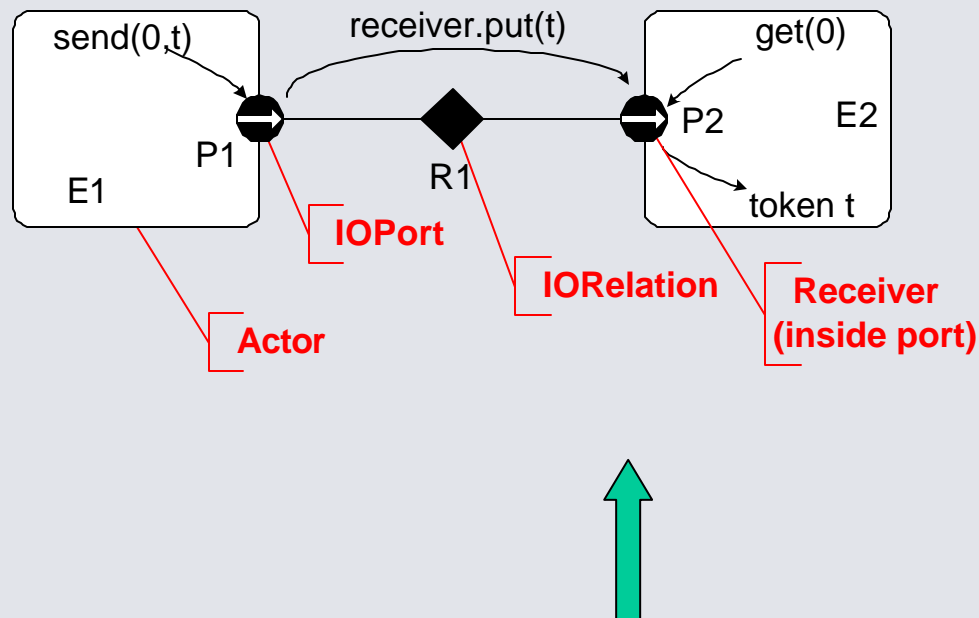 send(0,t)
receiver.put(t)
get(0)
P1
P2
E2
E1
R1
token t
IOPort
IORelation
Receiver
(inside port)
Actor